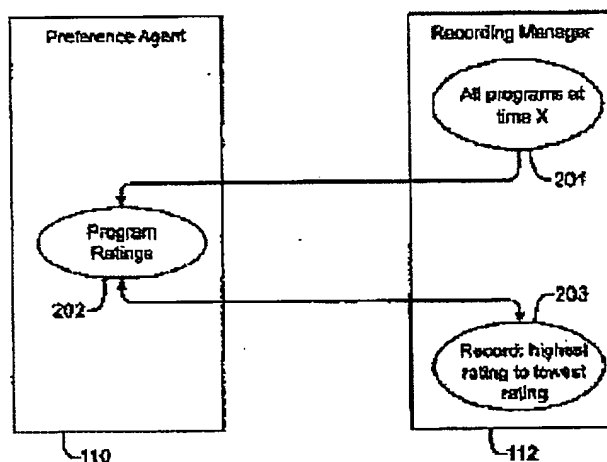 Preference Agent
Recording Manager
All programs at
time X
201
Program
Ratings
202
203
Record: highest
rating to lowest
rating
110
112